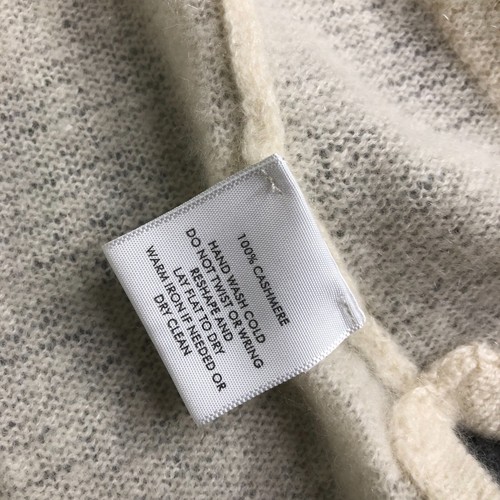 100% CASHMERE
HAND WASH COLD
DO NOT TWIST OR WRING
RESHAPE AND
LAY FLAT TO DRY
WARM IRON IF NEEDED OR
DRY CLEAN